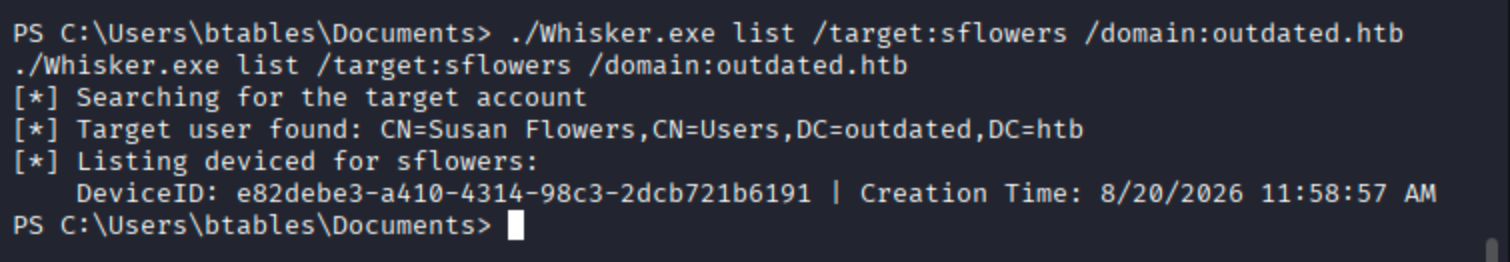 PS C:\Users\btables\Documents> ./Whisker.exe list /target:sflowers /domain:outdated.htb
./Whisker.exe list /target:sflowers /domain:outdated.htb
[*] Searching for the target account
[*] Target user found: CN=Susan Flowers,CN=Users,DC=outdated,DC=htb
[*] Listing deviced for sflowers:
    DeviceID: e82debe3-a410-4314-98c3-2dcb721b6191 | Creation Time: 8/20/2026 11:58:57 AM
PS C:\Users\btables\Documents>